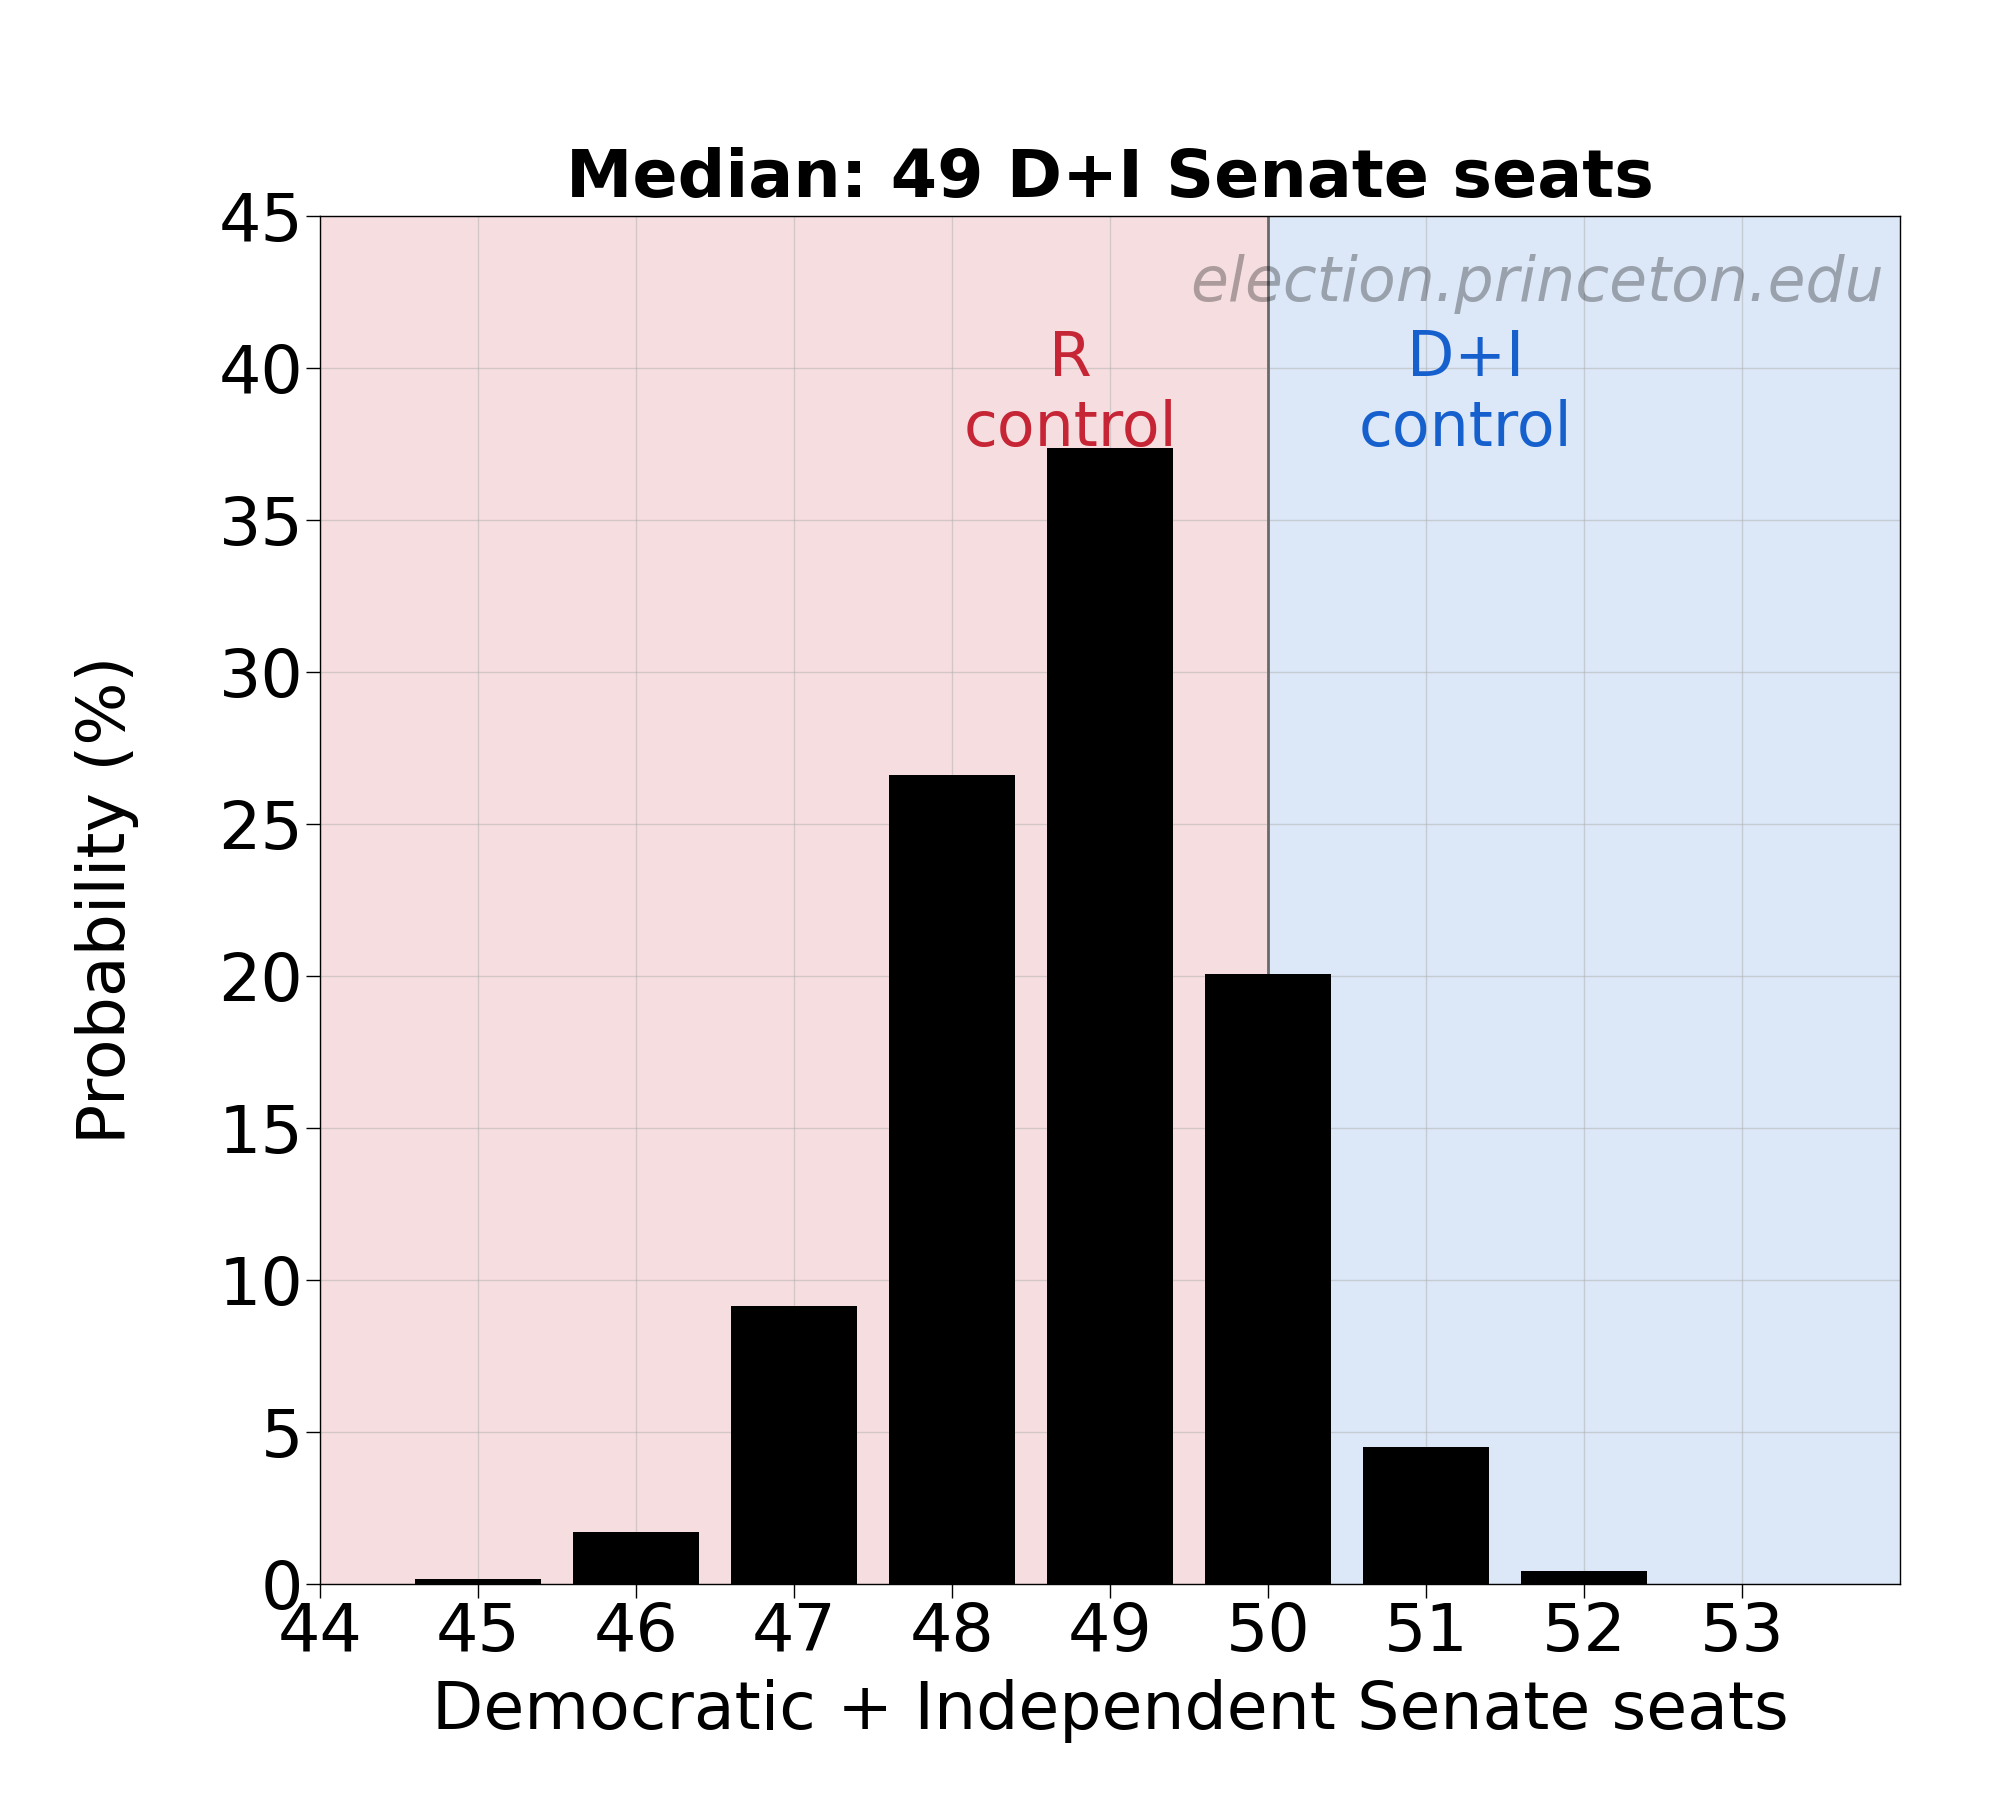 Median: 49 D+I Senate seats
election.princeton.edu
R
control
D+I
control
45
40
35
30
25
20
15
10
5
0
Probability (%)
44 45 46 47 48 49 50 51 52 53
Democratic + Independent Senate seats